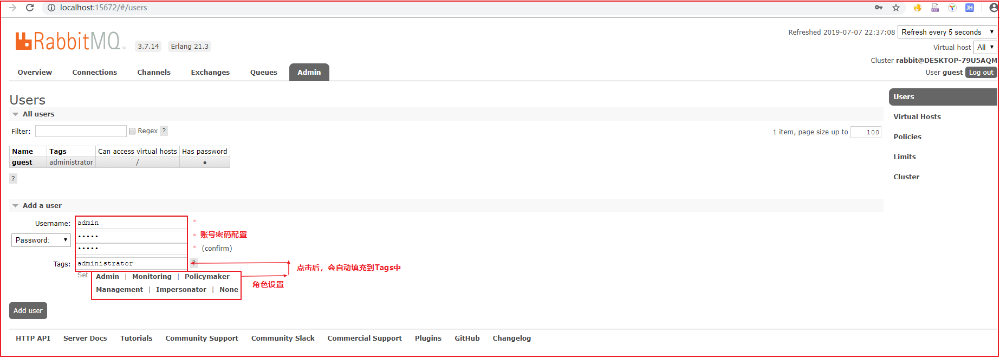 localhost:15672/#/users
PDF
JH
RabbitMQ TM 3.7.14 Erlang 21.3
Refreshed 2019-07-07 22:37:08 Refresh every 5 seconds
Virtual host All
Cluster rabbit@DESKTOP-79U5AQM
User guest Log out
Overview Connections Channels Exchanges Queues Admin
Users
All users
Filter: Regex ?
1 item, page size up to 100
Name Tags Can access virtual hosts Has password
guest administrator / ●
?
Add a user
Username: admin *
Password: ••••• * 账号密码配置
••••• * (confirm)
Tags: administrator ?
点击后，会自动填充到Tags中
Set Admin | Monitoring | Policymaker
角色设置
Management | Impersonator | None
Add user
Users
Virtual Hosts
Policies
Limits
Cluster
HTTP API Server Docs Tutorials Community Support Community Slack Commercial Support Plugins GitHub Changelog